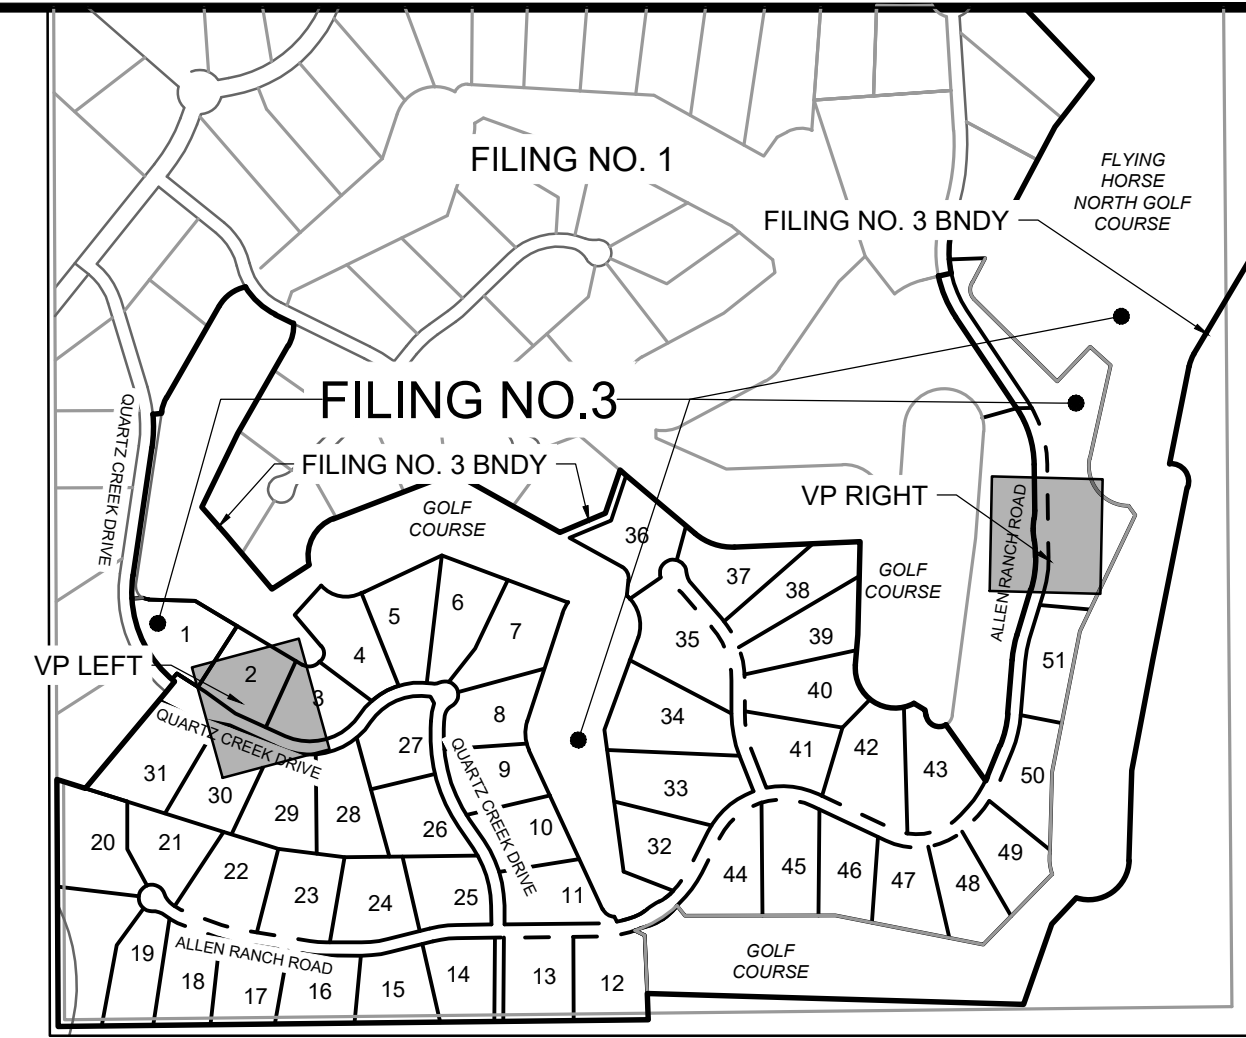 FILING NO. 1
FLYING
HORSE
NORTH GOLF
COURSE
FILING NO. 3 BNDY
FILING NO.3
QUARTZ CREEK DRIVE
FILING NO. 3 BNDY
GOLF
COURSE
VP RIGHT
ALLEN RANCH ROAD
GOLF
COURSE
36
37
38
39
40
35
34
33
32
41
42
43
51
50
49
48
47
46
45
44
1
2
3
4
5
6
7
VP LEFT
QUARTZ CREEK DRIVE
8
9
10
11
QUARTZ CREEK DRIVE
27
26
25
31
30
29
28
20
21
22
23
24
ALLEN RANCH ROAD
19
18
17
16
15
14
13
12
GOLF
COURSE